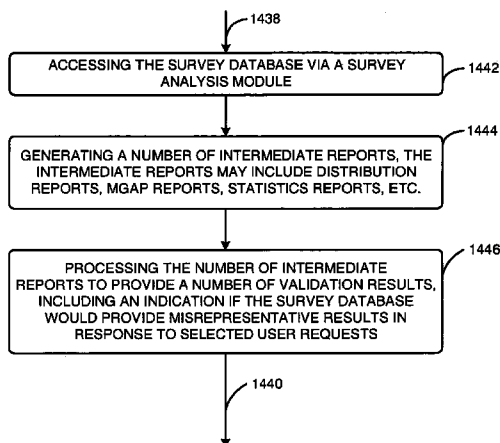 1438
ACCESSING THE SURVEY DATABASE VIA A SURVEY
ANALYSIS MODULE
1442
1444
GENERATING A NUMBER OF INTERMEDIATE REPORTS, THE
INTERMEDIATE REPORTS MAY INCLUDE DISTRIBUTION
REPORTS, MGAP REPORTS, STATISTICS REPORTS, ETC.
1446
PROCESSING THE NUMBER OF INTERMEDIATE
REPORTS TO PROVIDE A NUMBER OF VALIDATION RESULTS,
INCLUDING AN INDICATION IF THE SURVEY DATABASE
WOULD PROVIDE MISREPRESENTATIVE RESULTS IN
RESPONSE TO SELECTED USER REQUESTS
1440